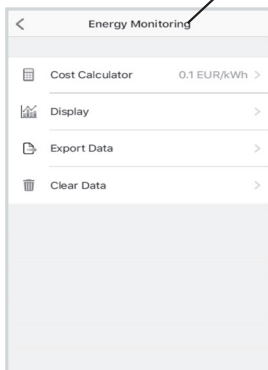 Energy Monitoring
Cost Calculator 0.1 EUR/kWh >
Display >
Export Data >
Clear Data >